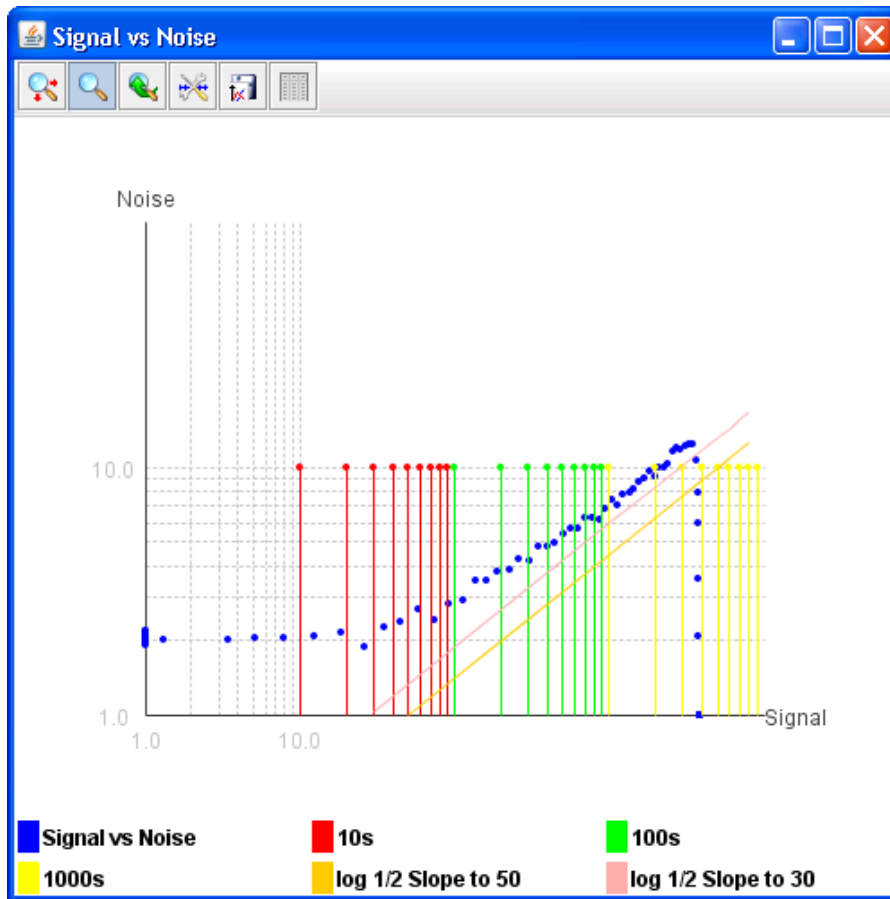 Signal vs Noise
Noise
10.0
1.0
Signal
1.0 10.0
Signal vs Noise 10s 100s
1000s log 1/2 Slope to 50 log 1/2 Slope to 30